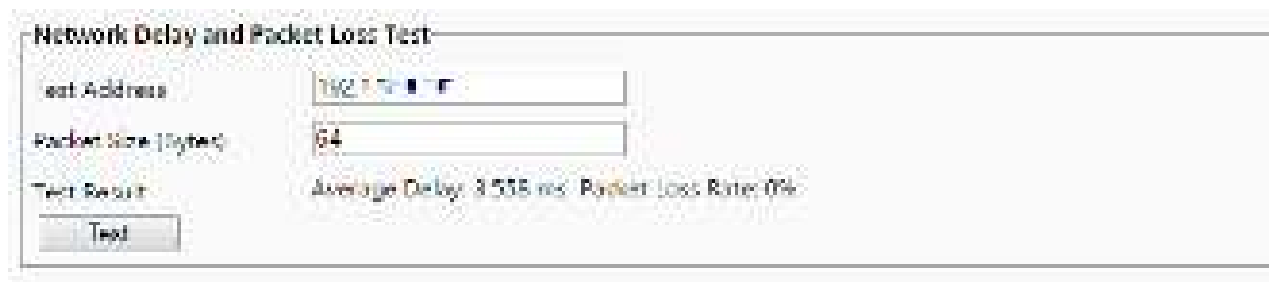 Network Delay and Packet Loss Test
Test Address
Packet Size (Bytes) 64
Test Result Average Delay: ms Packet Loss Rate: 0%
Test